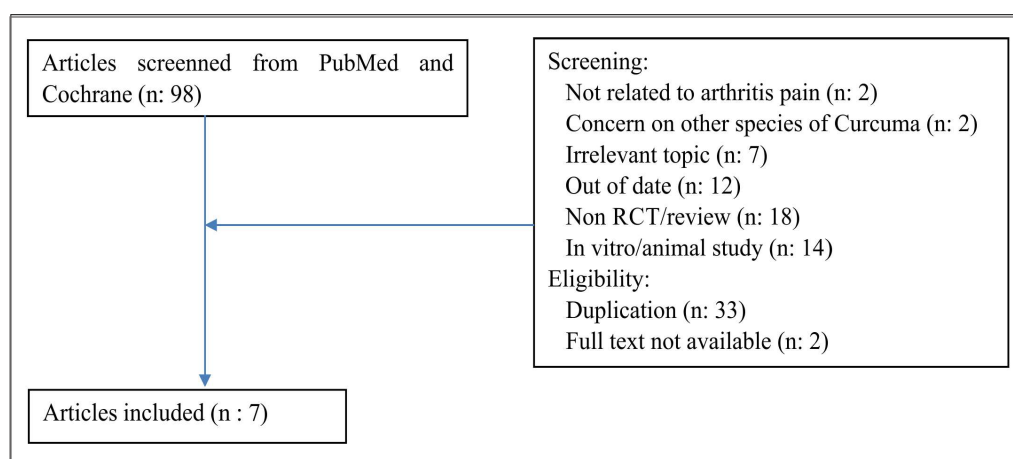 Articles screenned from PubMed and
Cochrane (n: 98)
Screening:
Not related to arthritis pain (n: 2)
Concern on other species of Curcuma (n: 2)
Irrelevant topic (n: 7)
Out of date (n: 12)
Non RCT/review (n: 18)
In vitro/animal study (n: 14)
Eligibility:
Duplication (n: 33)
Full text not available (n: 2)
Articles included (n : 7)